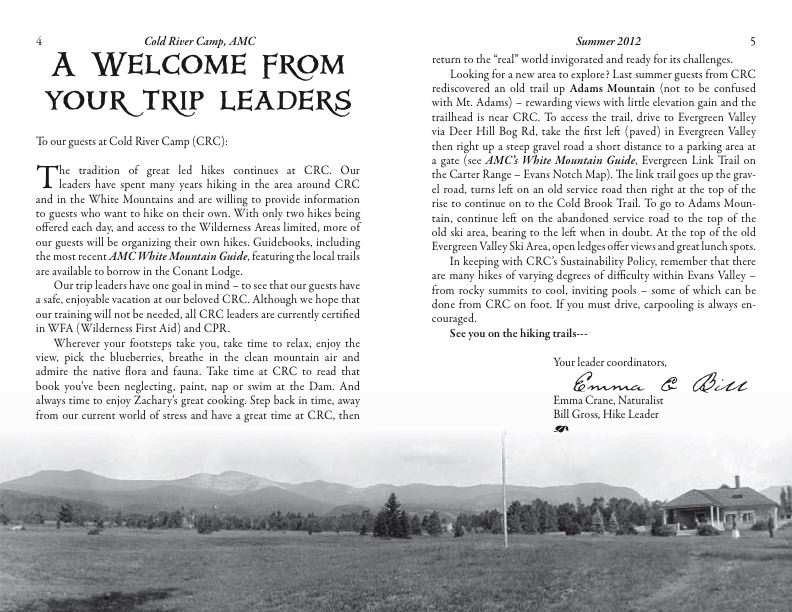 4
Cold River Camp, AMC
A Welcome from
your trip leaders
To our guests at Cold River Camp (CRC):
The tradition of great led hikes continues at CRC. Our
leaders have spent many years hiking in the area around CRC
and in the White Mountains and are willing to provide information
to guests who want to hike on their own. With only two hikes being
offered each day, and access to the Wilderness Areas limited, more of
our guests will be organizing their own hikes. Guidebooks, including
the most recent AMC White Mountain Guide, featuring the local trails
are available to borrow in the Conant Lodge.
Our trip leaders have one goal in mind – to see that our guests have
a safe, enjoyable vacation at our beloved CRC. Although we hope that
our training will not be needed, all CRC leaders are currently certified
in WFA (Wilderness First Aid) and CPR.
Wherever your footsteps take you, take time to relax, enjoy the
view, pick the blueberries, breathe in the clean mountain air and
admire the native flora and fauna. Take time at CRC to read that
book you've been neglecting, paint, nap or swim at the Dam. And
always time to enjoy Zachary's great cooking. Step back in time, away
from our current world of stress and have a great time at CRC, then
Summer 2012
5
return to the "real" world invigorated and ready for its challenges.
Looking for a new area to explore? Last summer guests from CRC
rediscovered an old trail up Adams Mountain (not to be confused
with Mt. Adams) – rewarding views with little elevation gain and the
trailhead is near CRC. To access the trail, drive to Evergreen Valley
via Deer Hill Bog Rd, take the first left (paved) in Evergreen Valley
then right up a steep gravel road a short distance to a parking area at
a gate (see AMC's White Mountain Guide, Evergreen Link Trail on
the Carter Range – Evans Notch Map). The link trail goes up the grav-
el road, turns left on an old service road then right at the top of the
rise to continue on to the Cold Brook Trail. To go to Adams Moun-
tain, continue left on the abandoned service road to the top of the
old ski area, bearing to the left when in doubt. At the top of the old
Evergreen Valley Ski Area, open ledges offer views and great lunch spots.
In keeping with CRC's Sustainability Policy, remember that there
are many hikes of varying degrees of difficulty within Evans Valley –
from rocky summits to cool, inviting pools – some of which can be
done from CRC on foot. If you must drive, carpooling is always en-
couraged.
See you on the hiking trails---
Your leader coordinators,
Emma & Bill
Emma Crane, Naturalist
Bill Gross, Hike Leader